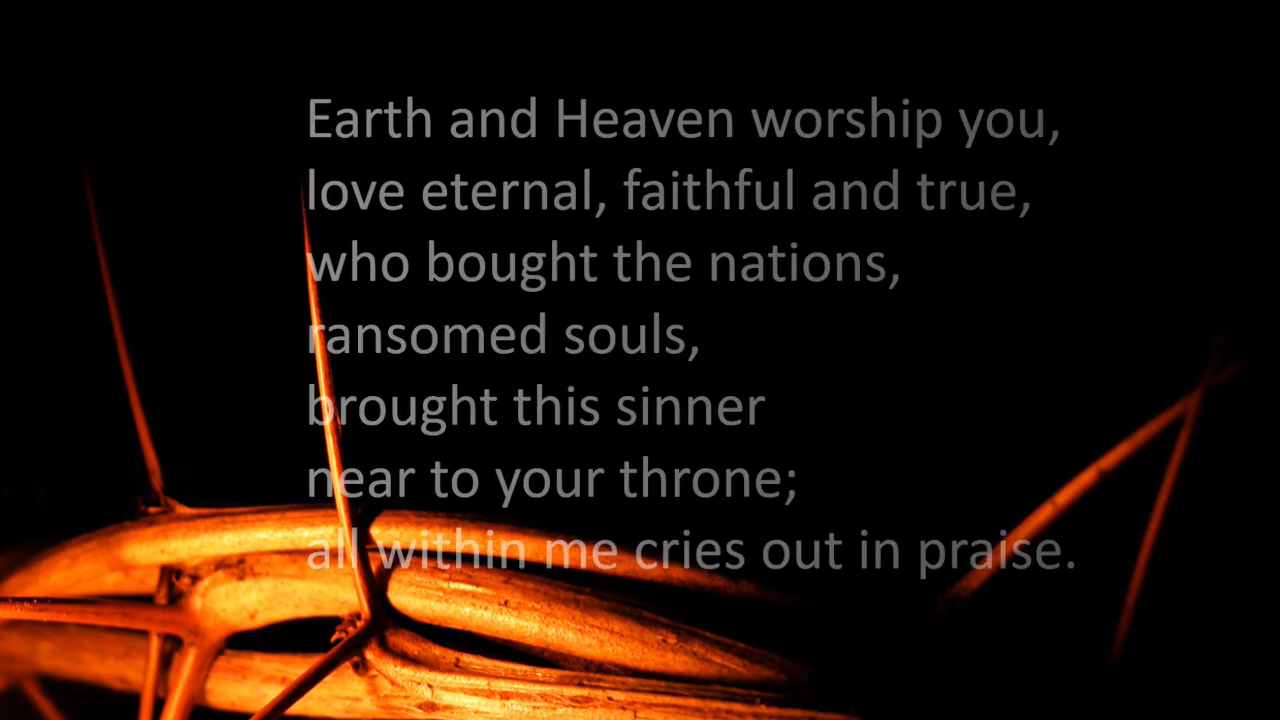 Earth and Heaven worship you,
love eternal, faithful and true,
who bought the nations,
ransomed souls,
brought this sinner
near to your throne;
all within me cries out in praise.